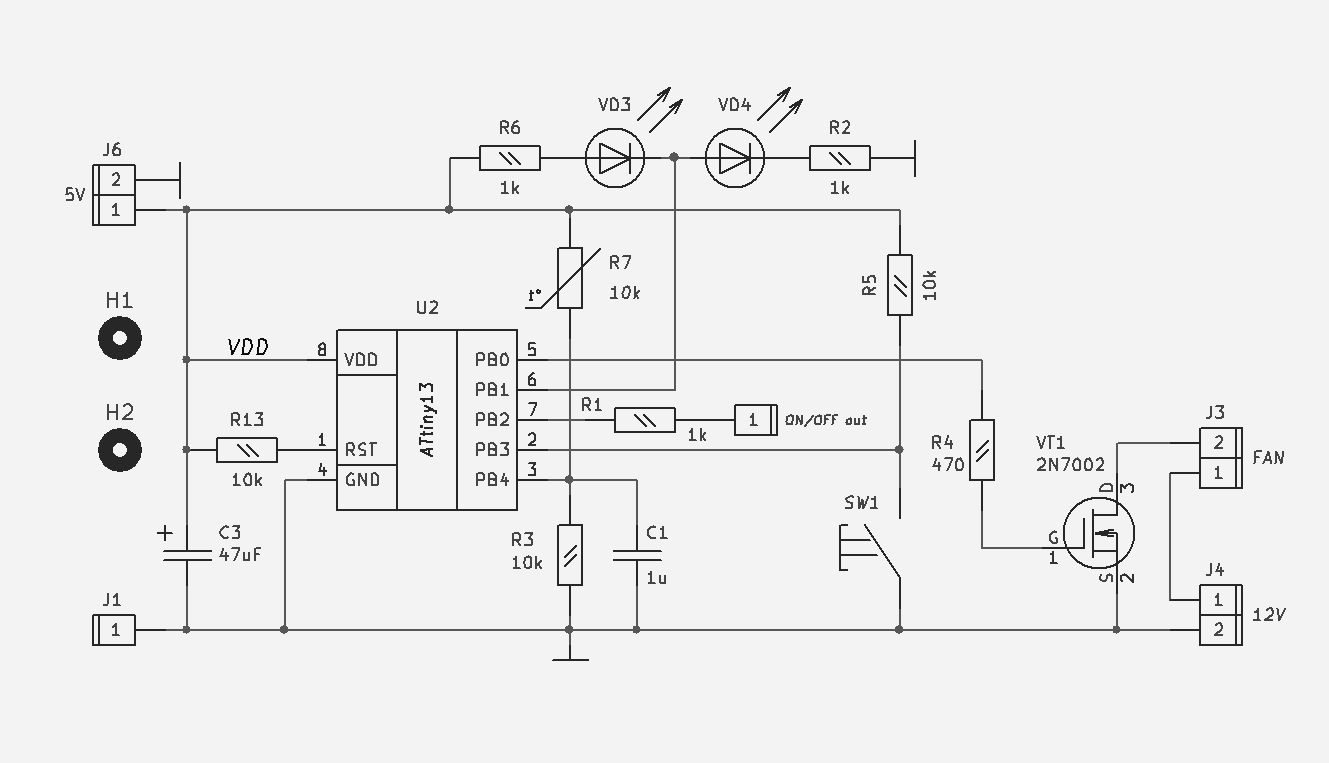 VD3
VD4
R6
R2
J6
1k
1k
5V
2
1
R7
10k
t°
R5
10k
H1
U2
VDD
8
VDD
PB0
5
PB1
6
ATtiny13
H2
R13
R1
PB2
7
1
ON/OFF out
1k
J3
10k
1
RST
PB3
2
4
GND
PB4
3
R4
470
VT1
2N7002
2
1
FAN
D
3
SW1
+
C3
47uF
R3
10k
C1
1u
G
1
S
2
J4
1
2
12V
J1
1